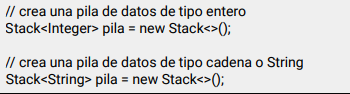 // crea una pila de datos de tipo entero
Stack<Integer> pila = new Stack<>();
// crea una pila de datos de tipo cadena o String
Stack<String> pila = new Stack<>();